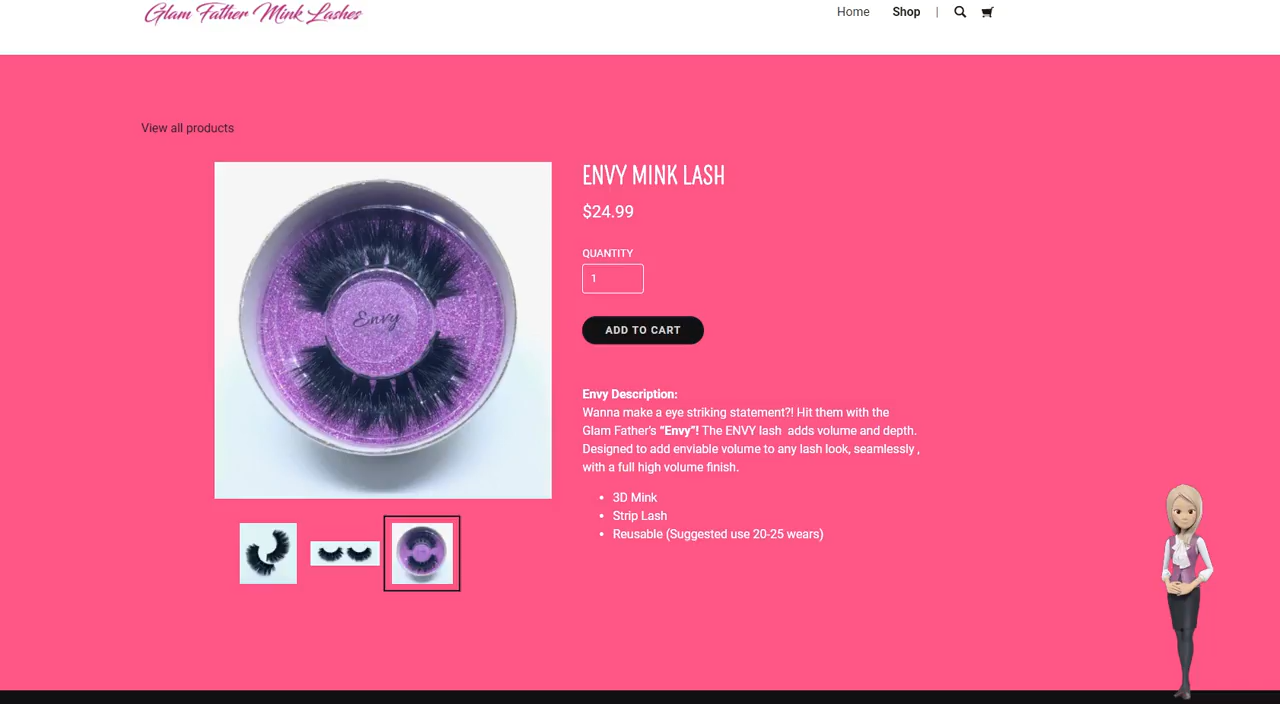 Glam Father Mink Lashes
Home Shop |
View all products
ENVY MINK LASH
$24.99
QUANTITY
1
ADD TO CART
Envy
Envy Description:
Wanna make a eye striking statement?! Hit them with the
Glam Father's "Envy"! The ENVY lash adds volume and depth.
Designed to add enviable volume to any lash look, seamlessly ,
with a full high volume finish.
• 3D Mink
• Strip Lash
• Reusable (Suggested use 20-25 wears)